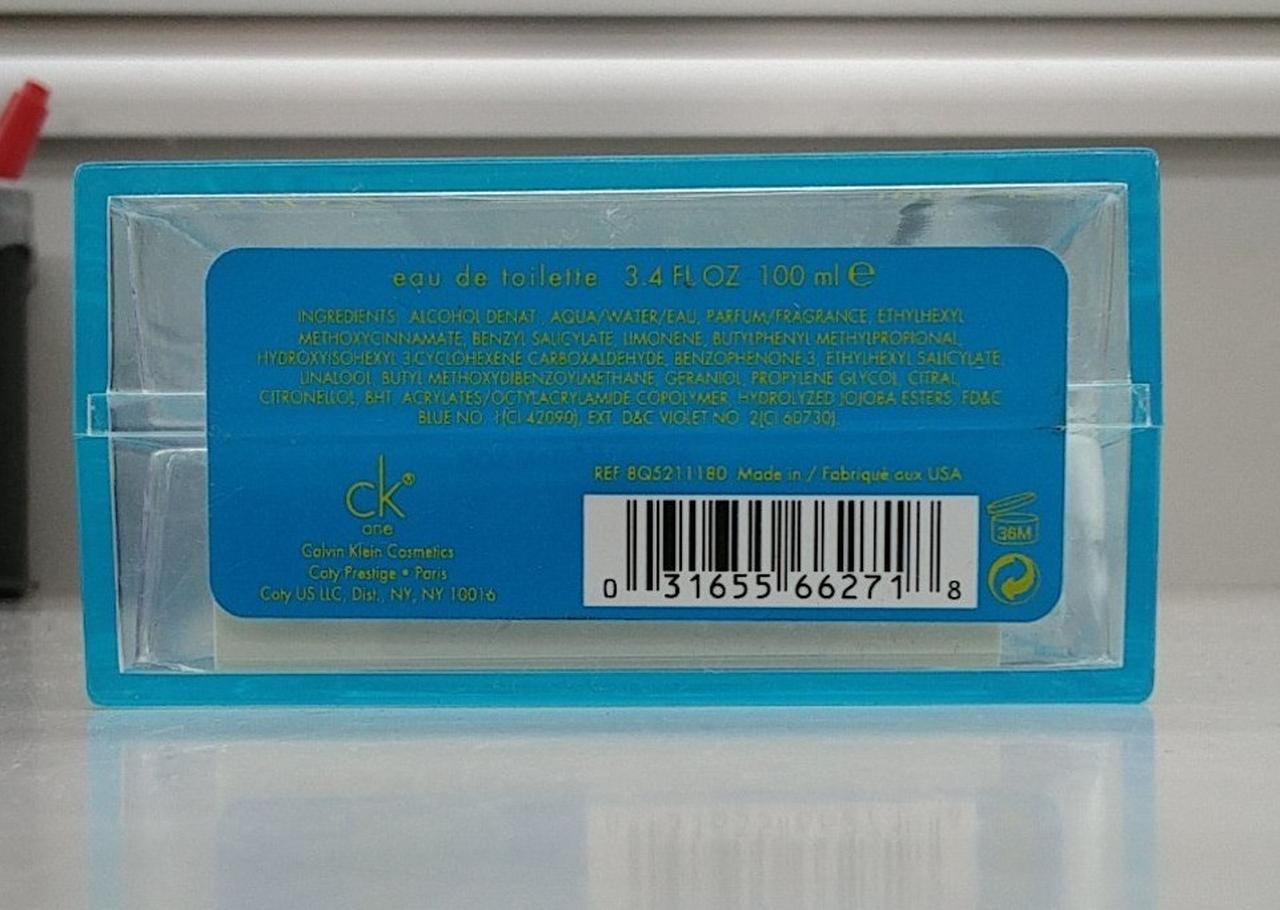 eau de toilette 3.4 FL OZ 100 ml e
INGREDIENTS: ALCOHOL DENAT., AQUA/WATER/EAU, PARFUM/FRAGRANCE, ETHYLHEXYL
METHOXYCINNAMATE, BENZYL SALICYLATE, LIMONENE, BUTYLPHENYL METHYLPROPIONAL,
HYDROXYISOHEXYL 3-CYCLOHEXENE CARBOXALDEHYDE, BENZOPHENONE 3, ETHYLHEXYL SALICYLATE,
LINALOOL, BUTYL METHOXYDIBENZOYLMETHANE, GERANIOL, PROPYLENE GLYCOL, CITRAL,
CITRONELLOL, BHT, ACRYLATES/OCTYLACRYLAMIDE COPOLYMER, HYDROLYZED JOJOBA ESTERS, FD&C
BLUE NO. 1(CI 42090), EXT. D&C VIOLET NO. 2(CI 60730).
ck®
one
Calvin Klein Cosmetics
Coty Prestige • Paris
Coty US LLC, Dist., NY, NY 10016
REF 8Q5211180 Made in / Fabriqué aux USA
0 31655 66271 8
36M